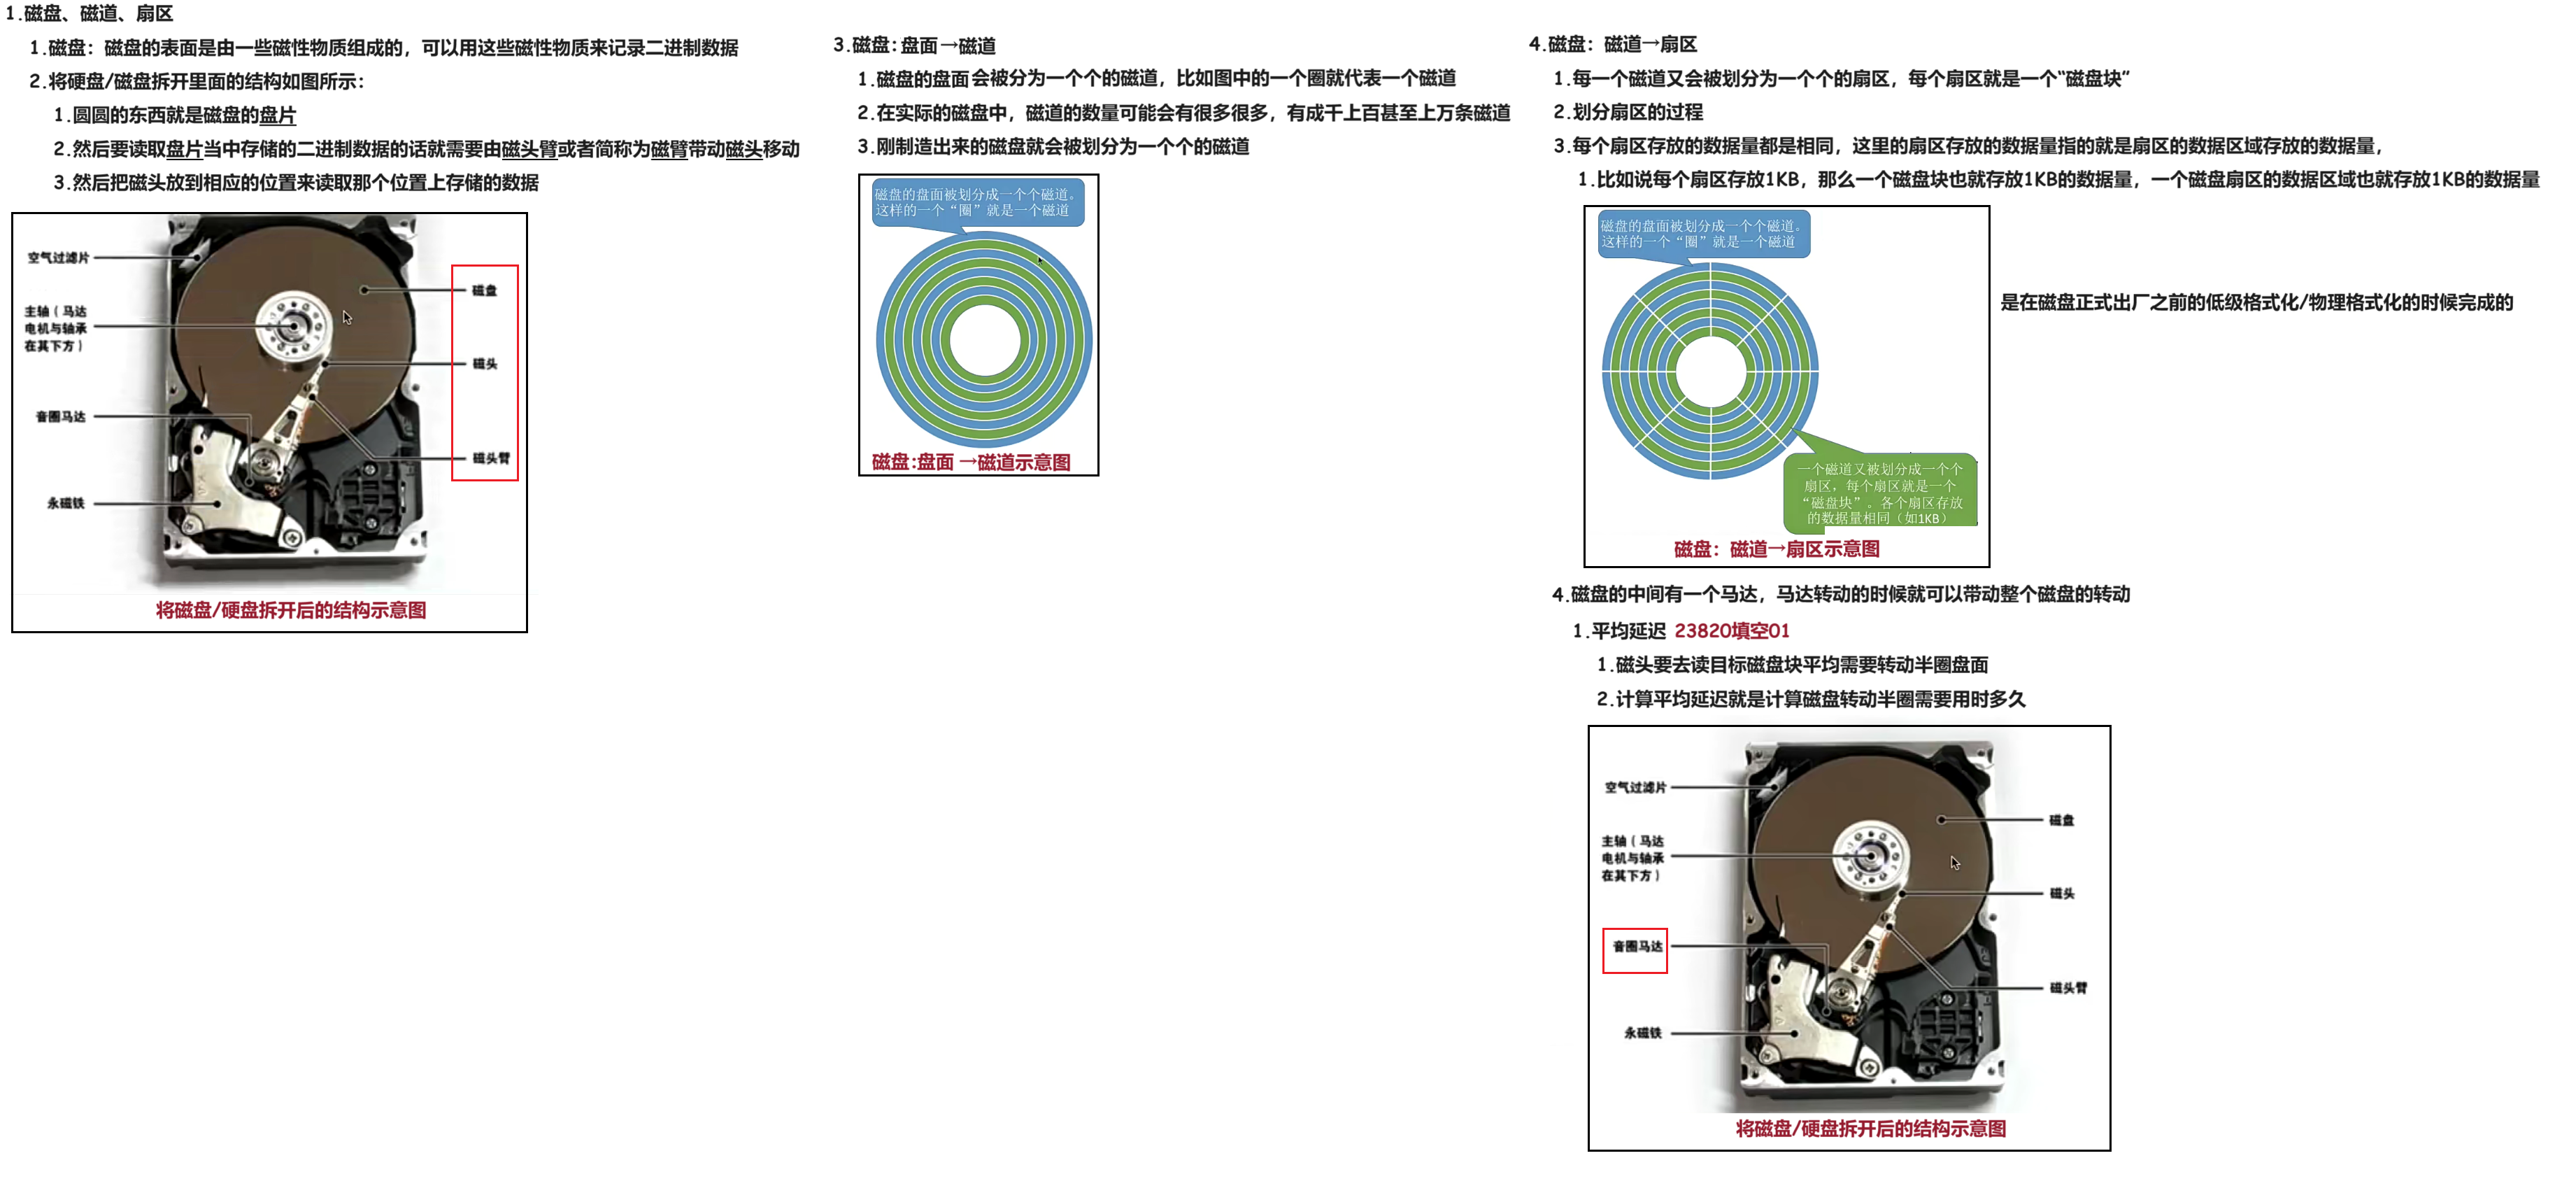 1.磁盘、磁道、扇区
1.磁盘：磁盘的表面是由一些磁性物质组成的，可以用这些磁性物质来记录二进制数据
2.将硬盘/磁盘拆开里面的结构如图所示：
1.圆圆的东西就是磁盘的盘片
2.然后要读取盘片当中存储的二进制数据的话就需要由磁头臂或者简称为磁臂带动磁头移动
3.然后把磁头放到相应的位置来读取那个位置上存储的数据
空气过滤片
主轴（马达
电机与轴承
在其下方）
音圈马达
永磁铁
磁盘
磁头
磁头臂
将磁盘/硬盘拆开后的结构示意图
3.磁盘：盘面→磁道
1.磁盘的盘面会被分为一个个的磁道，比如图中的一个圈就代表一个磁道
2.在实际的磁盘中，磁道的数量可能会有很多很多，有成千上百甚至上万条磁道
3.刚制造出来的磁盘就会被划分为一个个的磁道
磁盘的盘面被划分成一个个磁道。
这样的一个“圈”就是一个磁道
磁盘:盘面→磁道示意图
4.磁盘：磁道→扇区
1.每一个磁道又会被划分为一个个的扇区，每个扇区就是一个“磁盘块”
2.划分扇区的过程
3.每个扇区存放的数据量都是相同，这里的扇区存放的数据量指的就是扇区的数据区域存放的数据量，
1.比如说每个扇区存放1KB，那么一个磁盘块也就存放1KB的数据量，一个磁盘扇区的数据区域也就存放1KB的数据量
磁盘的盘面被划分成一个个磁道。
这样的一个“圈”就是一个磁道
一个磁道又被划分成一个个
扇区，每个扇区就是一个
“磁盘块”。各个扇区存放
的数据量相同（如1KB）
磁盘：磁道→扇区示意图
是在磁盘正式出厂之前的低级格式化/物理格式化的时候完成的
4.磁盘的中间有一个马达，马达转动的时候就可以带动整个磁盘的转动
1.平均延迟 23820填空01
1.磁头要去读目标磁盘块平均需要转动半圈盘面
2.计算平均延迟就是计算磁盘转动半圈需要用时多久
空气过滤片
主轴（马达
电机与轴承
在其下方）
音圈马达
永磁铁
磁盘
磁头
磁头臂
将磁盘/硬盘拆开后的结构示意图